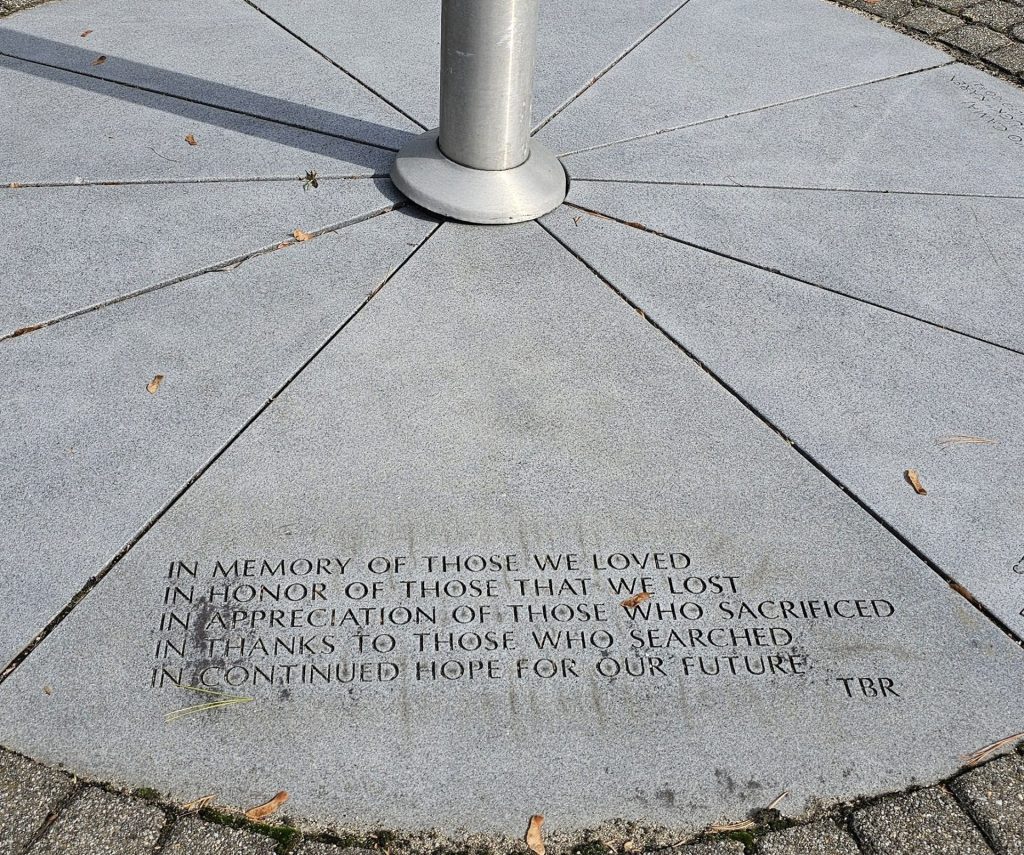 IN MEMORY OF THOSE WE LOVED
IN HONOR OF THOSE THAT WE LOST
IN APPRECIATION OF THOSE WHO SACRIFICED
IN THANKS TO THOSE WHO SEARCHED
IN CONTINUED HOPE FOR OUR FUTURE
TBR